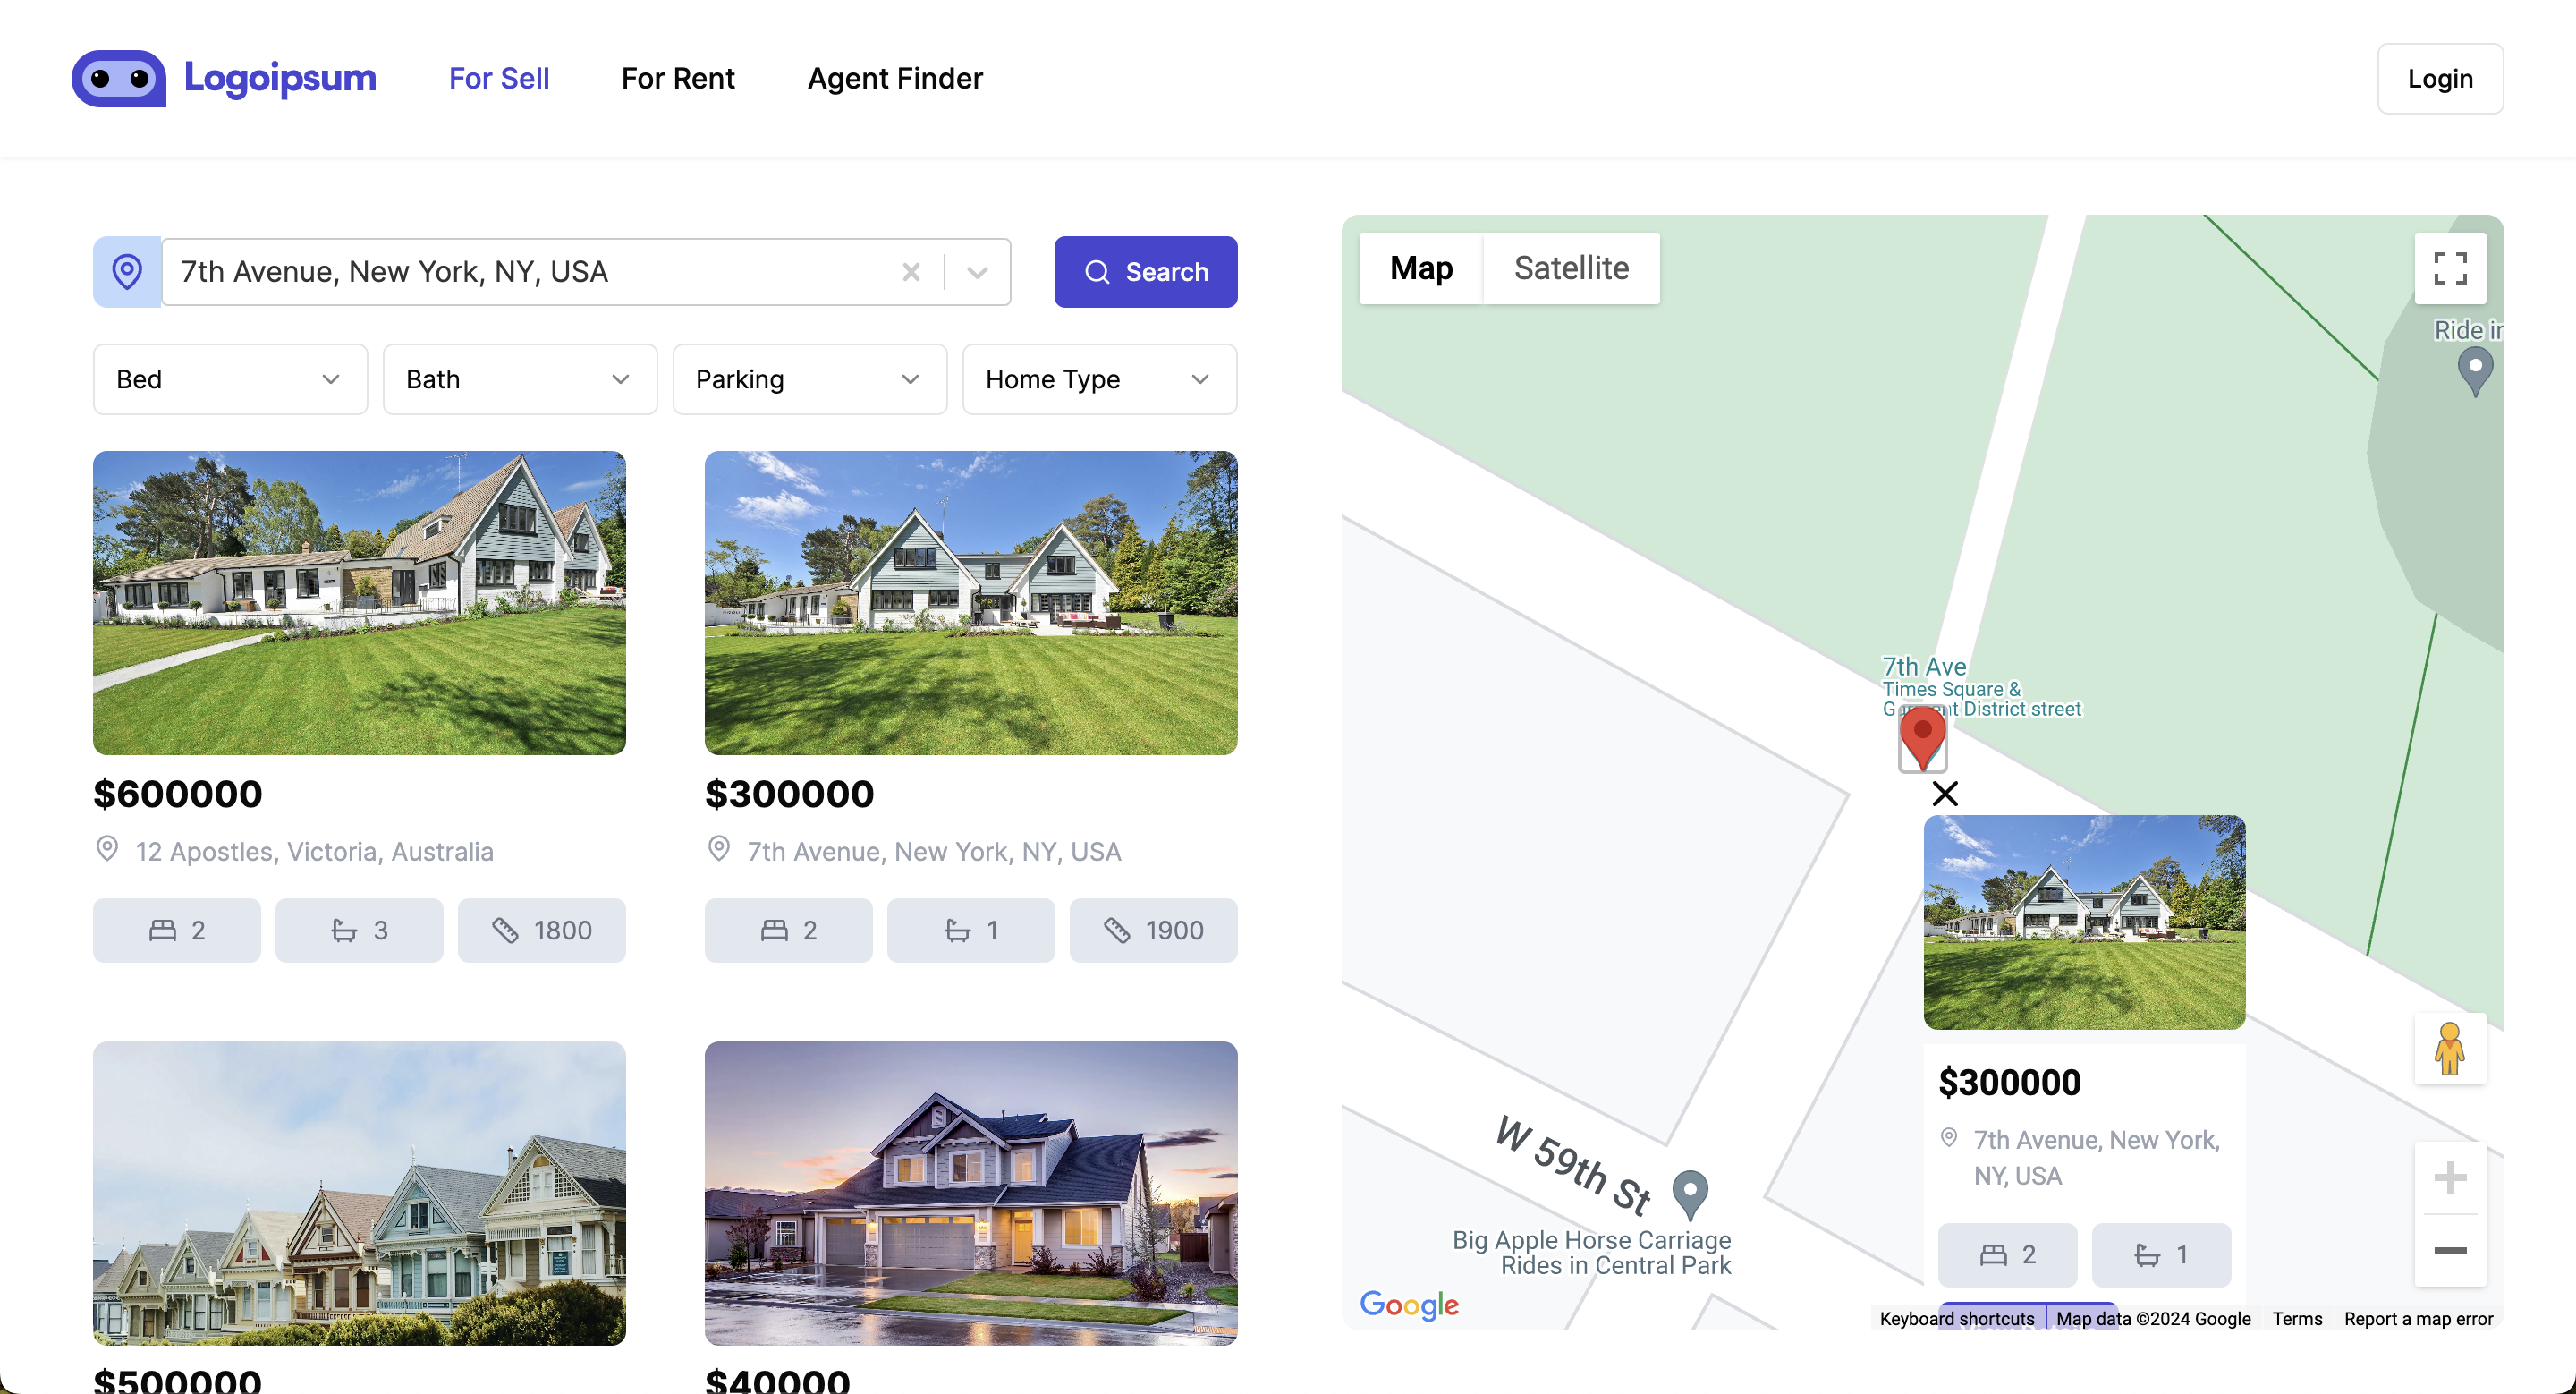 Logoipsum
For Sell
For Rent
Agent Finder
Login
7th Avenue, New York, NY, USA
Search
Bed
Bath
Parking
Home Type
$600000
12 Apostles, Victoria, Australia
2
3
1800
$300000
7th Avenue, New York, NY, USA
2
1
1900
$500000
$40000
Map
Satellite
Ride in
7th Ave
Times Square &
Garment District street
$300000
7th Avenue, New York,
NY, USA
2
1
W 59th St
Big Apple Horse Carriage
Rides in Central Park
Google
Keyboard shortcuts
Map data ©2024 Google
Terms
Report a map error